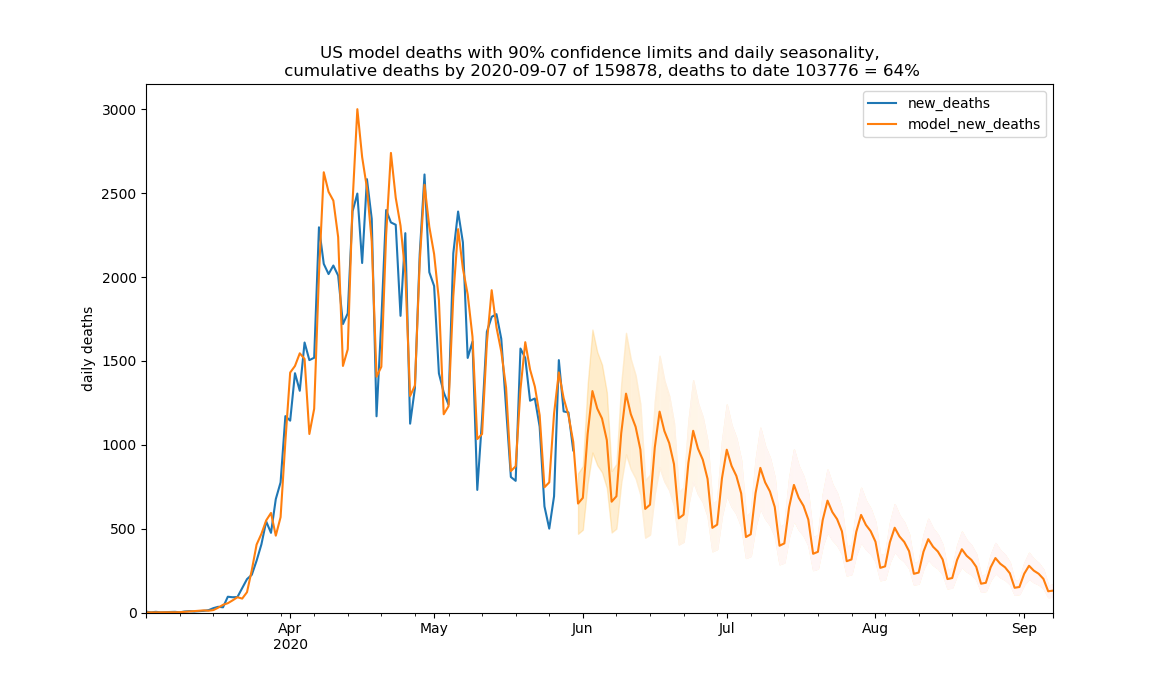 US model deaths with 90% confidence limits and daily seasonality,
cumulative deaths by 2020-09-07 of 159878, deaths to date 103776 = 64%
new_deaths
model_new_deaths
daily deaths
3000
2500
2000
1500
1000
500
0
Apr
2020
May
Jun
Jul
Aug
Sep